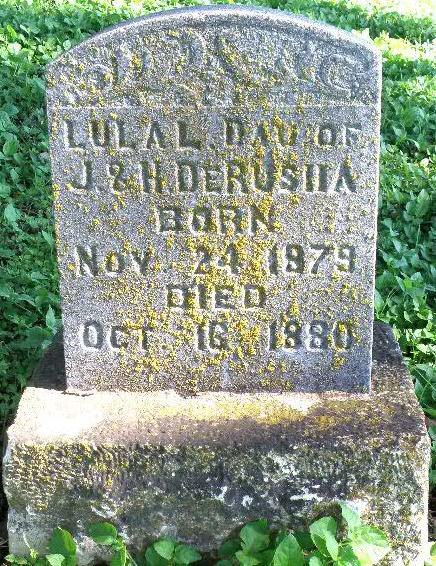 LULA L. DAU OF
J. & H. DERUSHA
BORN
NOV. 24, 1879
DIED
OCT. 16, 1880